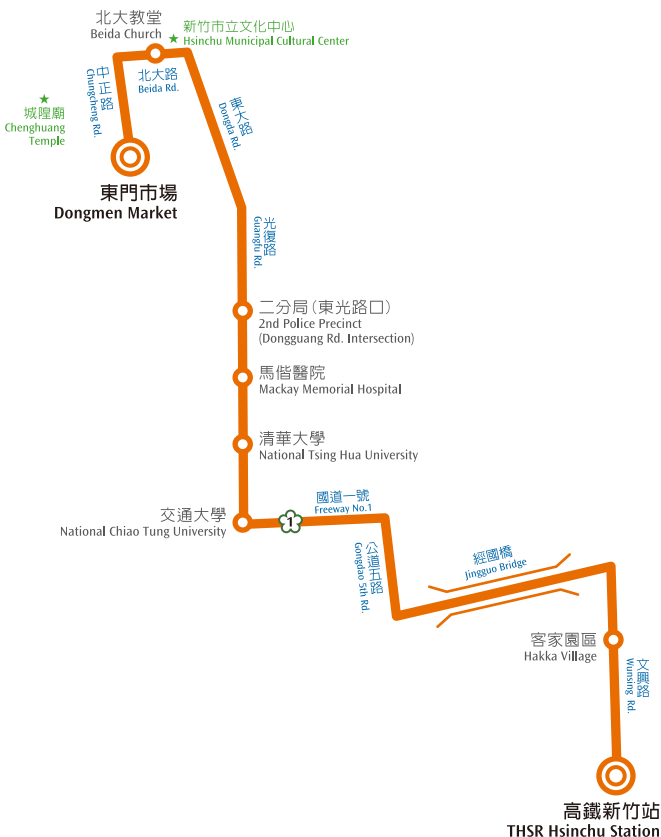 北大教堂
Beida Church
★ 新竹市立文化中心
Hsinchu Municipal Cultural Center
中正路
Chungcheng Rd.
北大路
Beida Rd.
東大路
Dongda Rd.
★
城隍廟
Chenghuang
Temple
東門市場
Dongmen Market
光復路
Guangfu Rd.
二分局(東光路口)
2nd Police Precinct
(Dongguang Rd. Intersection)
馬偕醫院
Mackay Memorial Hospital
清華大學
National Tsing Hua University
交通大學
National Chiao Tung University
1
國道一號
Freeway No.1
公道五路
Gongdao 5th Rd.
經國橋
Jingguo Bridge
客家園區
Hakka Village
文興路
Wunsing Rd.
高鐵新竹站
THSR Hsinchu Station